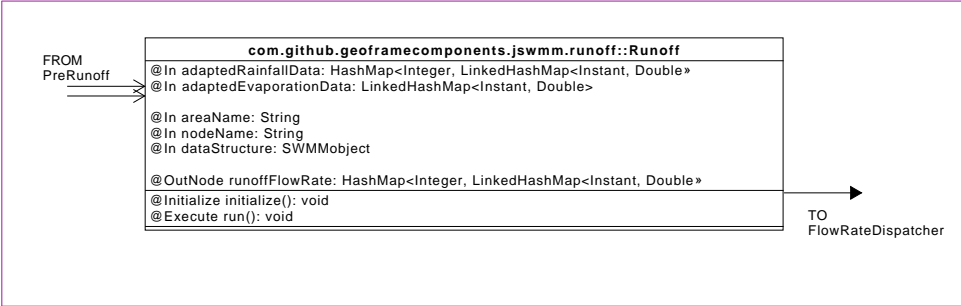 FROM
PreRunoff
com.github.geoframecomponents.jswmm.runoff::Runoff
@In adaptedRainfallData: HashMap<Integer, LinkedHashMap<Instant, Double»
@In adaptedEvaporationData: LinkedHashMap<Instant, Double>
@In areaName: String
@In nodeName: String
@In dataStructure: SWMMobject
@OutNode runoffFlowRate: HashMap<Integer, LinkedHashMap<Instant, Double»
@Initialize initialize(): void
@Execute run(): void
TO
FlowRateDispatcher